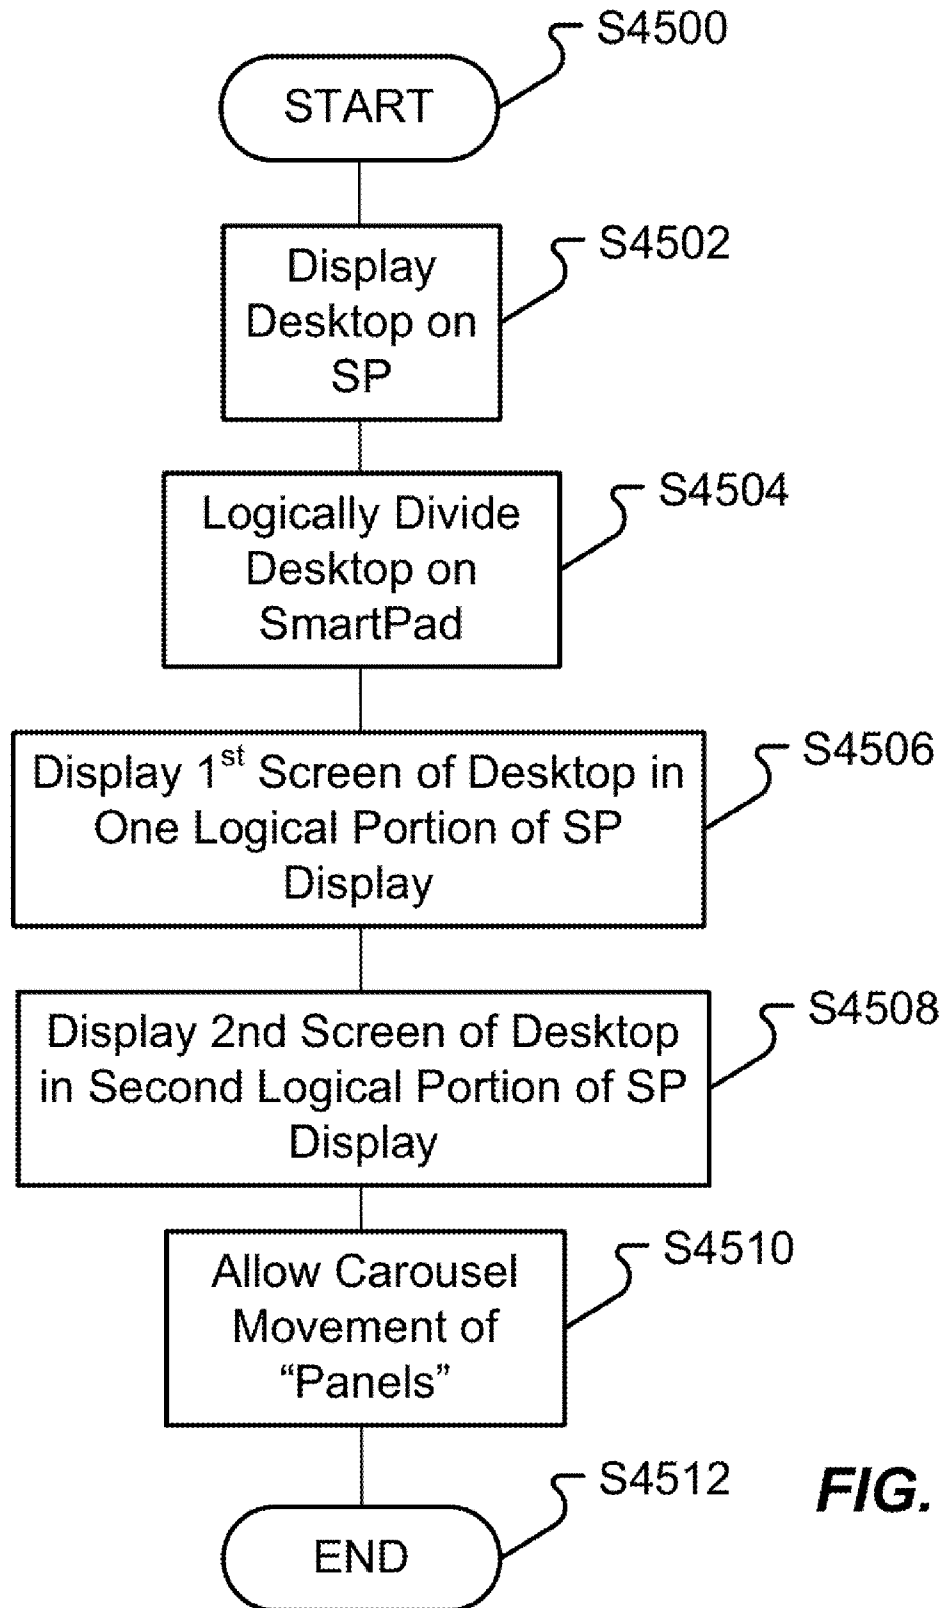 S4500
START
S4502
Display
Desktop on
SP
S4504
Logically Divide
Desktop on
SmartPad
S4506
Display 1st Screen of Desktop in
One Logical Portion of SP
Display
S4508
Display 2nd Screen of Desktop
in Second Logical Portion of SP
Display
S4510
Allow Carousel
Movement of
“Panels”
S4512
FIG.
END